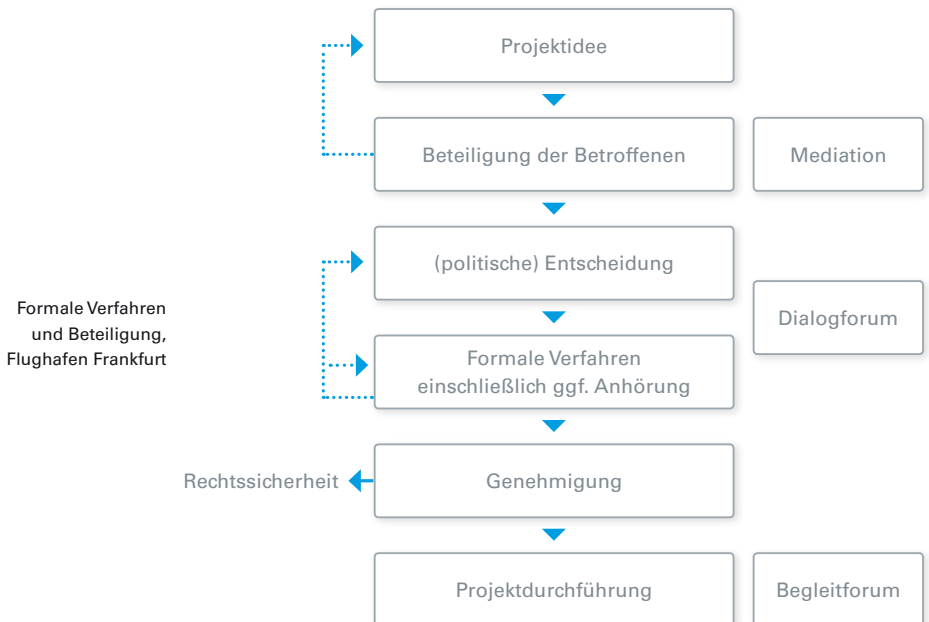 Projektidee
Beteiligung der Betroffenen
Mediation
(politische) Entscheidung
Dialogforum
Formale Verfahren
und Beteiligung,
Flughafen Frankfurt
Formale Verfahren
einschließlich ggf. Anhörung
Rechtssicherheit
Genehmigung
Projektdurchführung
Begleitforum